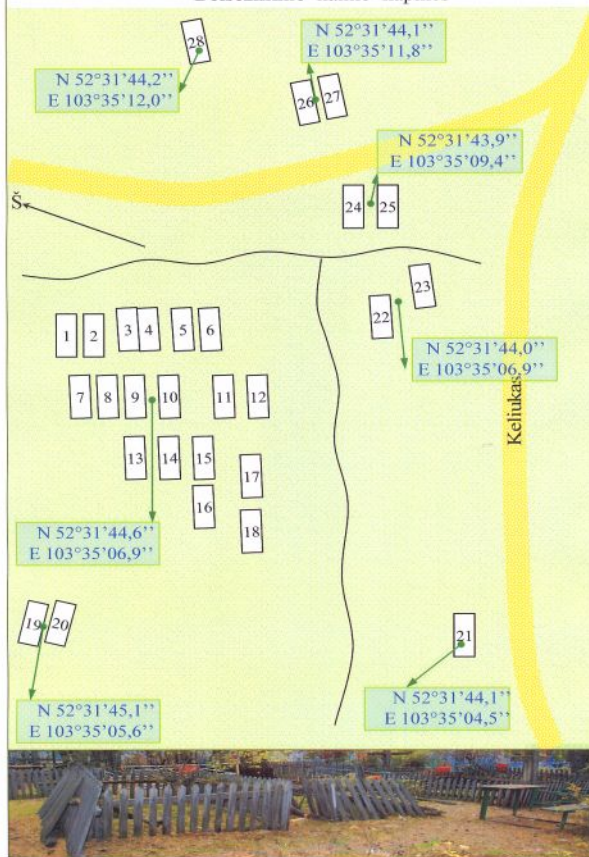 kaimo kapinės
28
N 52°31'44,1''
E 103°35'11,8''
N 52°31'44,2''
E 103°35'12,0''
26 27
N 52°31'43,9''
E 103°35'09,4''
24 25
Š
23
22
1 2 3 4 5 6
N 52°31'44,0''
E 103°35'06,9''
7 8 9 10 11 12
Keliukas
13 14 15
17
16
18
N 52°31'44,6''
E 103°35'06,9''
19 20
21
N 52°31'45,1''
E 103°35'05,6''
N 52°31'44,1''
E 103°35'04,5''